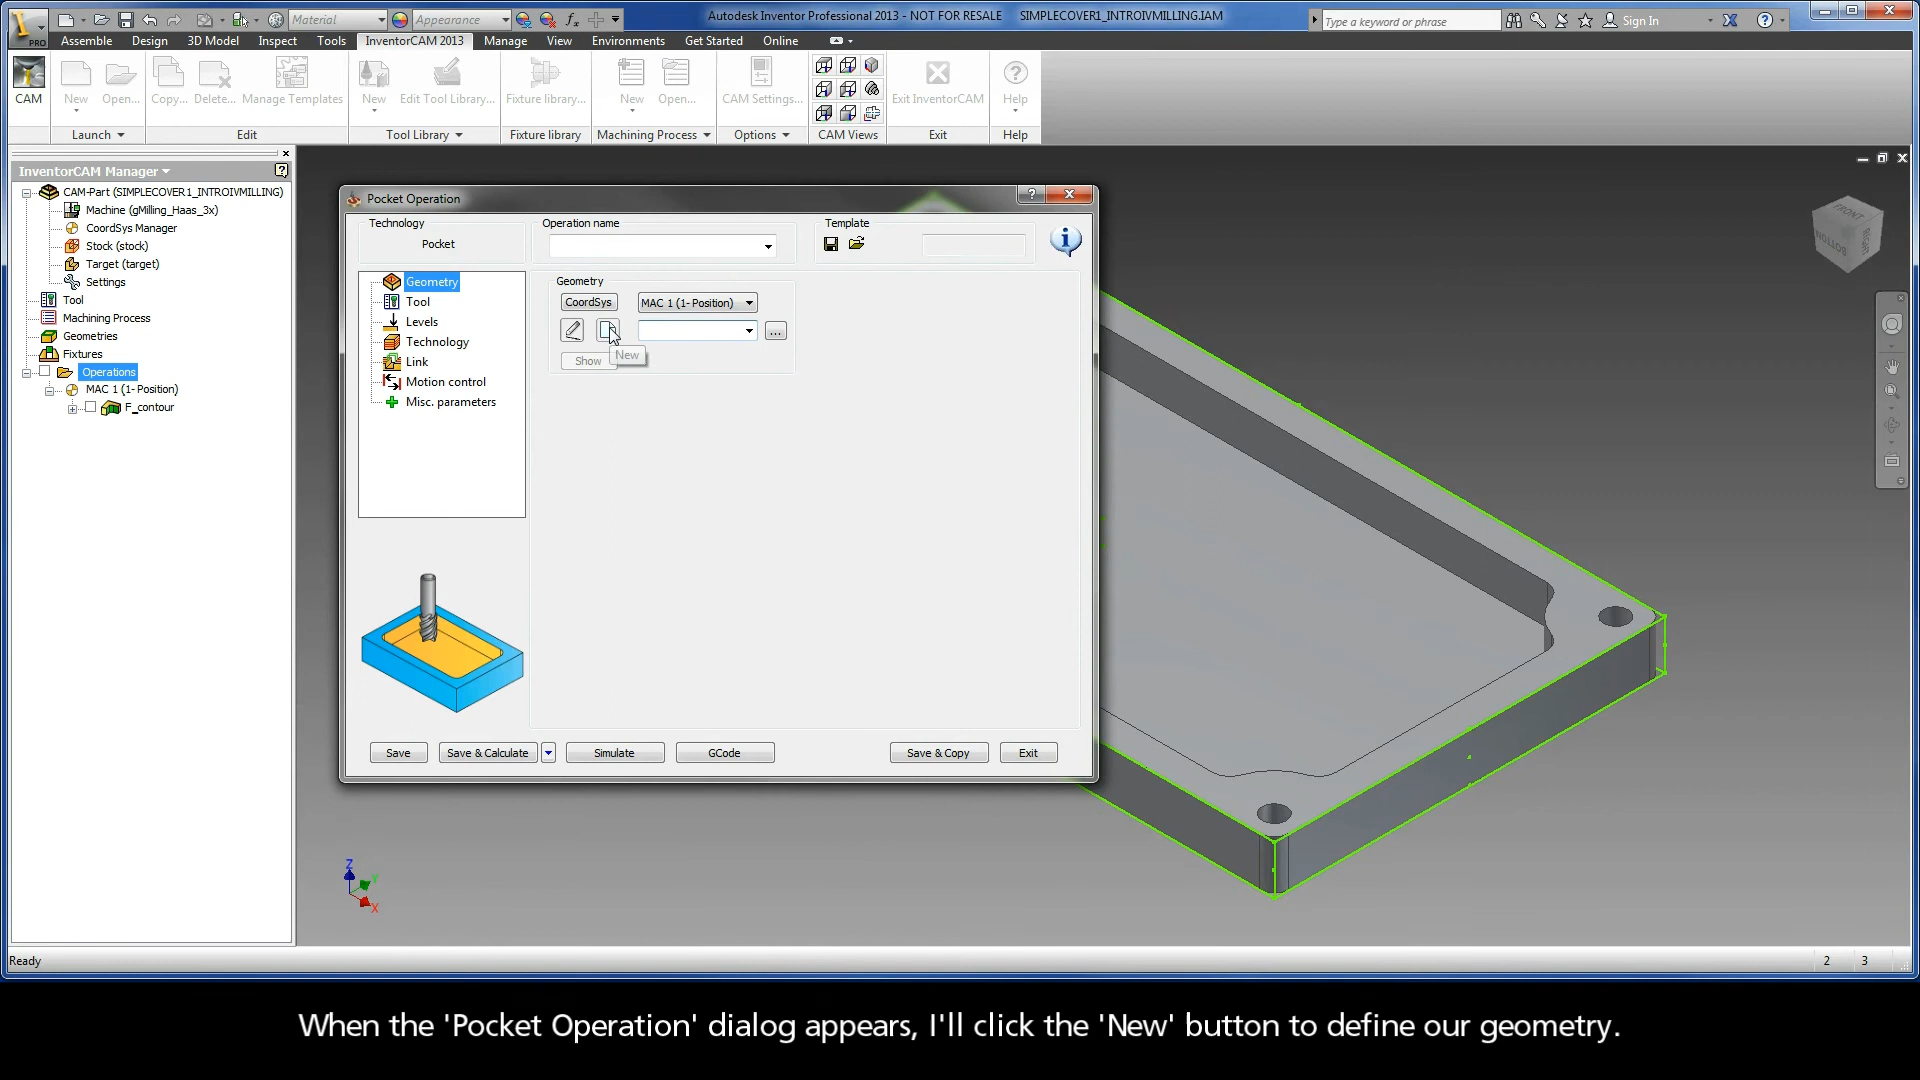 Material
Appearance
Autodesk Inventor Professional 2013 - NOT FOR RESALE SIMPLECOVER1_INTROIVMILLING.IAM
Type a keyword or phrase
Sign In
PRO
Assemble Design 3D Model Inspect Tools InventorCAM 2013 Manage View Environments Get Started Online
CAM New Open... Copy... Delete... Manage Templates New Edit Tool Library... Fixture library... New Open... CAM Settings... Exit InventorCAM Help
Launch Edit Tool Library Fixture library Machining Process Options CAM Views Exit Help
InventorCAM Manager
CAM-Part (SIMPLECOVER1_INTROIVMILLING)
Machine (gMilling_Haas_3x)
CoordSys Manager
Stock (stock)
Target (target)
Settings
Tool
Machining Process
Geometries
Fixtures
Operations
MAC 1 (1- Position)
F_contour
Pocket Operation
Technology
Pocket
Operation name
Template
Geometry
Tool
Levels
Technology
Link
Motion control
Misc. parameters
Geometry
CoordSys MAC 1 (1- Position)
...
Show
New
Save Save & Calculate Simulate GCode Save & Copy Exit
FRONT
BOTTOM
RIGHT
Z
Y
X
Ready
2 3
When the 'Pocket Operation' dialog appears, I'll click the 'New' button to define our geometry.